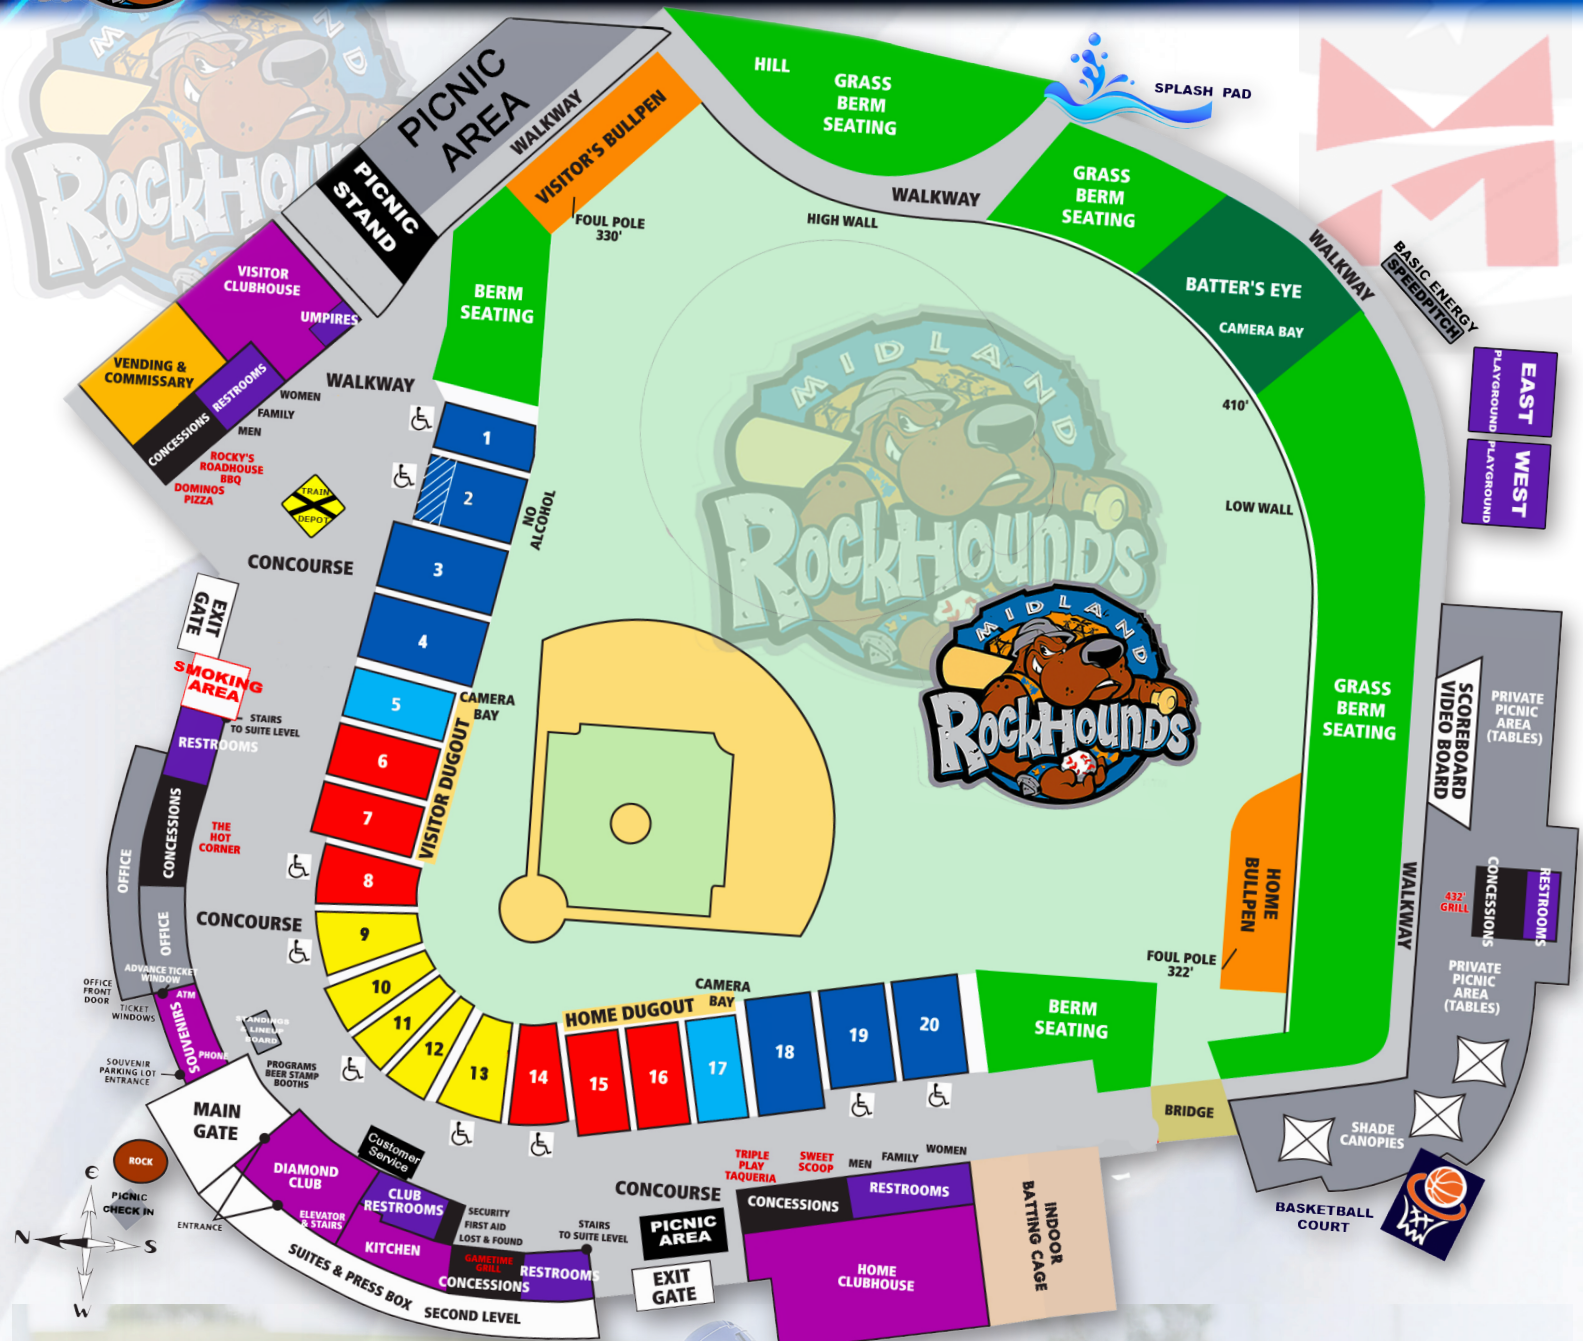 MIDLAND
ROCKHOU
PICNIC
AREA
WALKWAY
PICNIC
STAND
VISITOR'S BULLPEN
FOUL POLE
330'
HILL
GRASS
BERM
SEATING
SPLASH PAD
WALKWAY
HIGH WALL
GRASS
BERM
SEATING
BATTER'S EYE
CAMERA BAY
WALKWAY
BASIC ENERGY
SPEEDPITCH
EAST
PLAYGROUND
WEST
PLAYGROUND
410'
LOW WALL
VISITOR
CLUBHOUSE
UMPIRES
VENDING &
COMMISSARY
RESTROOMS
CONCESSIONS
WALKWAY
WOMEN
FAMILY
MEN
ROCKY'S
ROADHOUSE
BBQ
DOMINOS
PIZZA
TRAIN
DEPOT
BERM
SEATING
1
2
NO
ALCOHOL
3
4
5
6
7
8
9
10
11
12
13
14
15
16
17
18
19
20
CAMERA
BAY
VISITOR DUGOUT
MIDLAND
ROCKHOUNDS
MIDLAND
ROCKHOUNDS
CONCOURSE
EXIT
GATE
SMOKING
AREA
STAIRS
TO SUITE LEVEL
RESTROOMS
CONCESSIONS
THE
HOT
CORNER
OFFICE
OFFICE
CONCOURSE
ADVANCE TICKET
WINDOW
OFFICE
FRONT
DOOR
TICKET
WINDOWS
ATM
SOUVENIRS
PHONE
STANDINGS
& LINEUP
BOARD
SOUVENIR
PARKING LOT
ENTRANCE
PROGRAMS
BEER STAMP
BOOTHS
MAIN
GATE
ROCK
PICNIC
CHECK IN
E
N
S
W
ENTRANCE
DIAMOND
CLUB
ELEVATOR
& STAIRS
Customer
Service
CLUB
RESTROOMS
KITCHEN
SECURITY
FIRST AID
LOST & FOUND
GAMETIME
GRILL
CONCESSIONS
RESTROOMS
STAIRS
TO SUITE LEVEL
SUITES & PRESS BOX SECOND LEVEL
HOME DUGOUT
CAMERA
BAY
CONCOURSE
PICNIC
AREA
EXIT
GATE
TRIPLE
PLAY
TAQUERIA
SWEET
SCOOP
MEN
FAMILY
WOMEN
CONCESSIONS
RESTROOMS
HOME
CLUBHOUSE
INDOOR
BATTING CAGE
BERM
SEATING
BRIDGE
FOUL POLE
322'
HOME
BULLPEN
GRASS
BERM
SEATING
WALKWAY
SCOREBOARD
VIDEO BOARD
PRIVATE
PICNIC
AREA
(TABLES)
432'
GRILL
CONCESSIONS
RESTROOMS
PRIVATE
PICNIC
AREA
(TABLES)
SHADE
CANOPIES
BASKETBALL
COURT